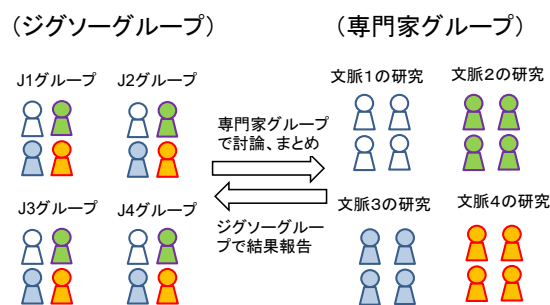 (ジグソーグループ)
(専門家グループ)
J1グループ
J2グループ
文脈1の研究
文脈2の研究
専門家グループ
で討論、まとめ
J3グループ
J4グループ
ジグソーグルー
プで結果報告
文脈3の研究
文脈4の研究